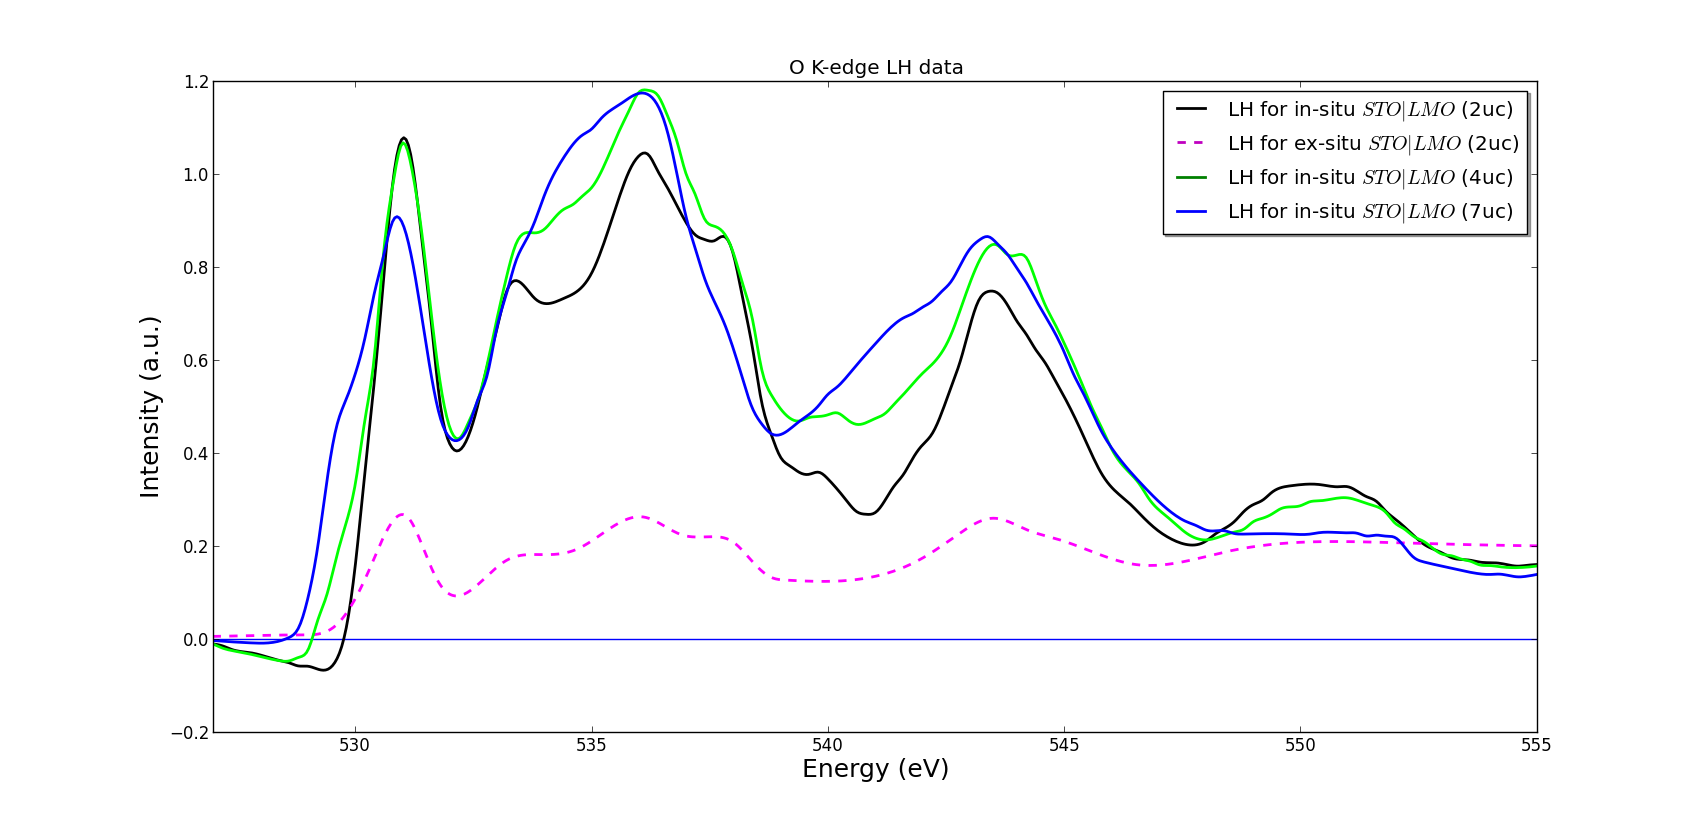 O K-edge LH data
1.2
1.0
0.8
0.6
0.4
0.2
0.0
−0.2
Intensity (a.u.)
LH for in-situ STO|LMO (2uc)
LH for ex-situ STO|LMO (2uc)
LH for in-situ STO|LMO (4uc)
LH for in-situ STO|LMO (7uc)
530 535 540 545 550 555
Energy (eV)